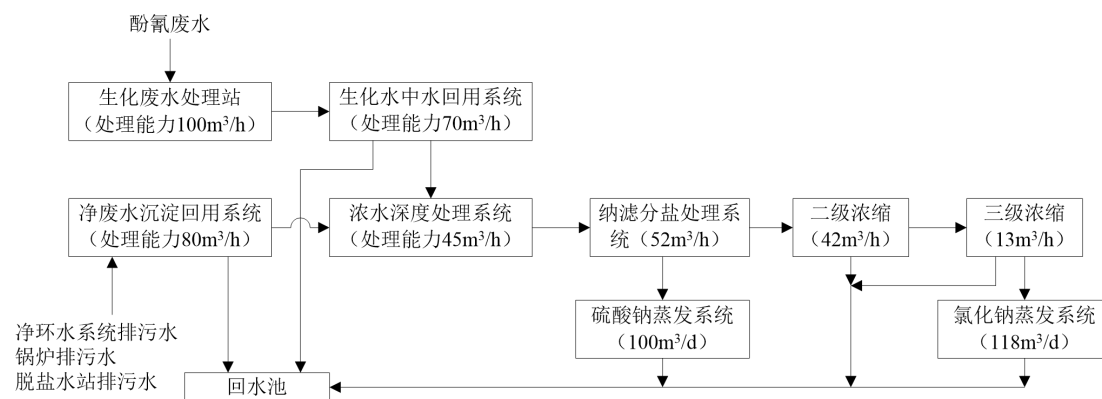 酚氰废水
生化废水处理站
（处理能力100m³/h）
生化水中水回用系统
（处理能力70m³/h）
净废水沉淀回用系统
（处理能力80m³/h）
浓水深度处理系统
（处理能力45m³/h）
纳滤分盐处理系
统（52m³/h）
二级浓缩
（42m³/h）
三级浓缩
（13m³/h）
硫酸钠蒸发系统
（100m³/d）
氯化钠蒸发系统
（118m³/d）
净环水系统排污水
锅炉排污水
脱盐水站排污水
回水池